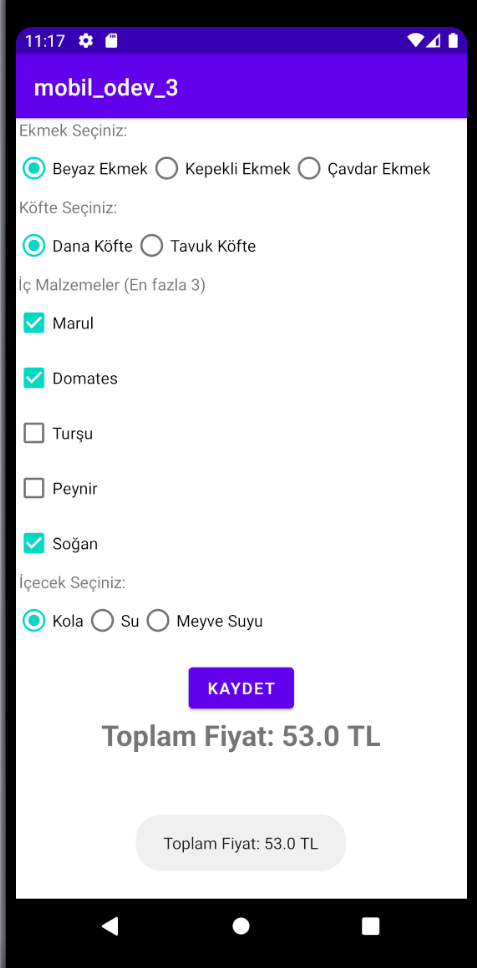 11:17
mobil_odev_3
Ekmek Seçiniz:
Beyaz Ekmek Kepekli Ekmek Çavdar Ekmek
Köfte Seçiniz:
Dana Köfte Tavuk Köfte
İç Malzemeler (En fazla 3)
Marul
Domates
Turşu
Peynir
Soğan
İçecek Seçiniz:
Kola Su Meyve Suyu
KAYDET
Toplam Fiyat: 53.0 TL
Toplam Fiyat: 53.0 TL